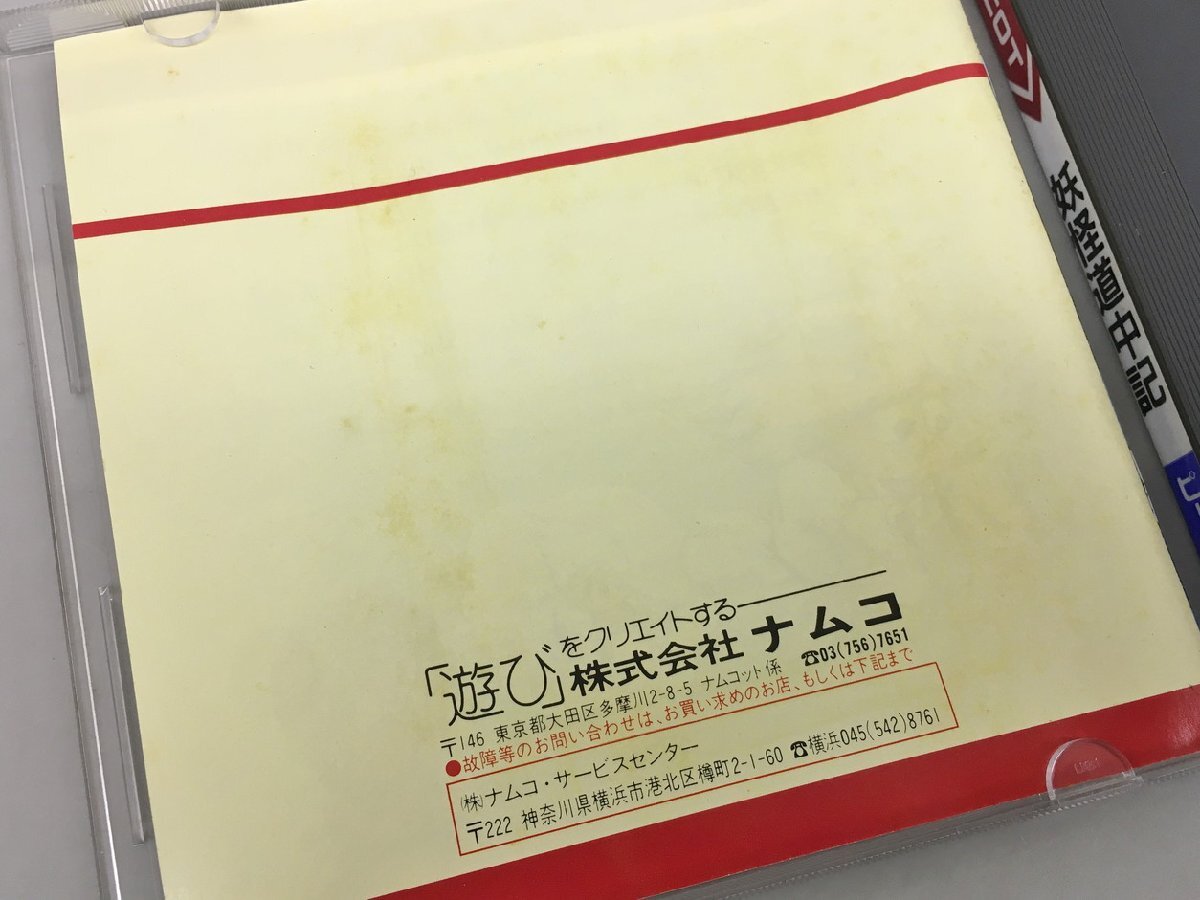 「遊び」をクリエイトする
株式会社ナムコ
〒146 東京都大田区多摩川2-8-5 ナムコット係 ☎03(756)7651
●故障等のお問い合わせは、お買い求めのお店、もしくは下記まで
(株)ナムコ・サービスセンター
〒222 神奈川県横浜市港北区樽町2-1-60 ☎横浜045(542)8761
COT
妖怪道中記